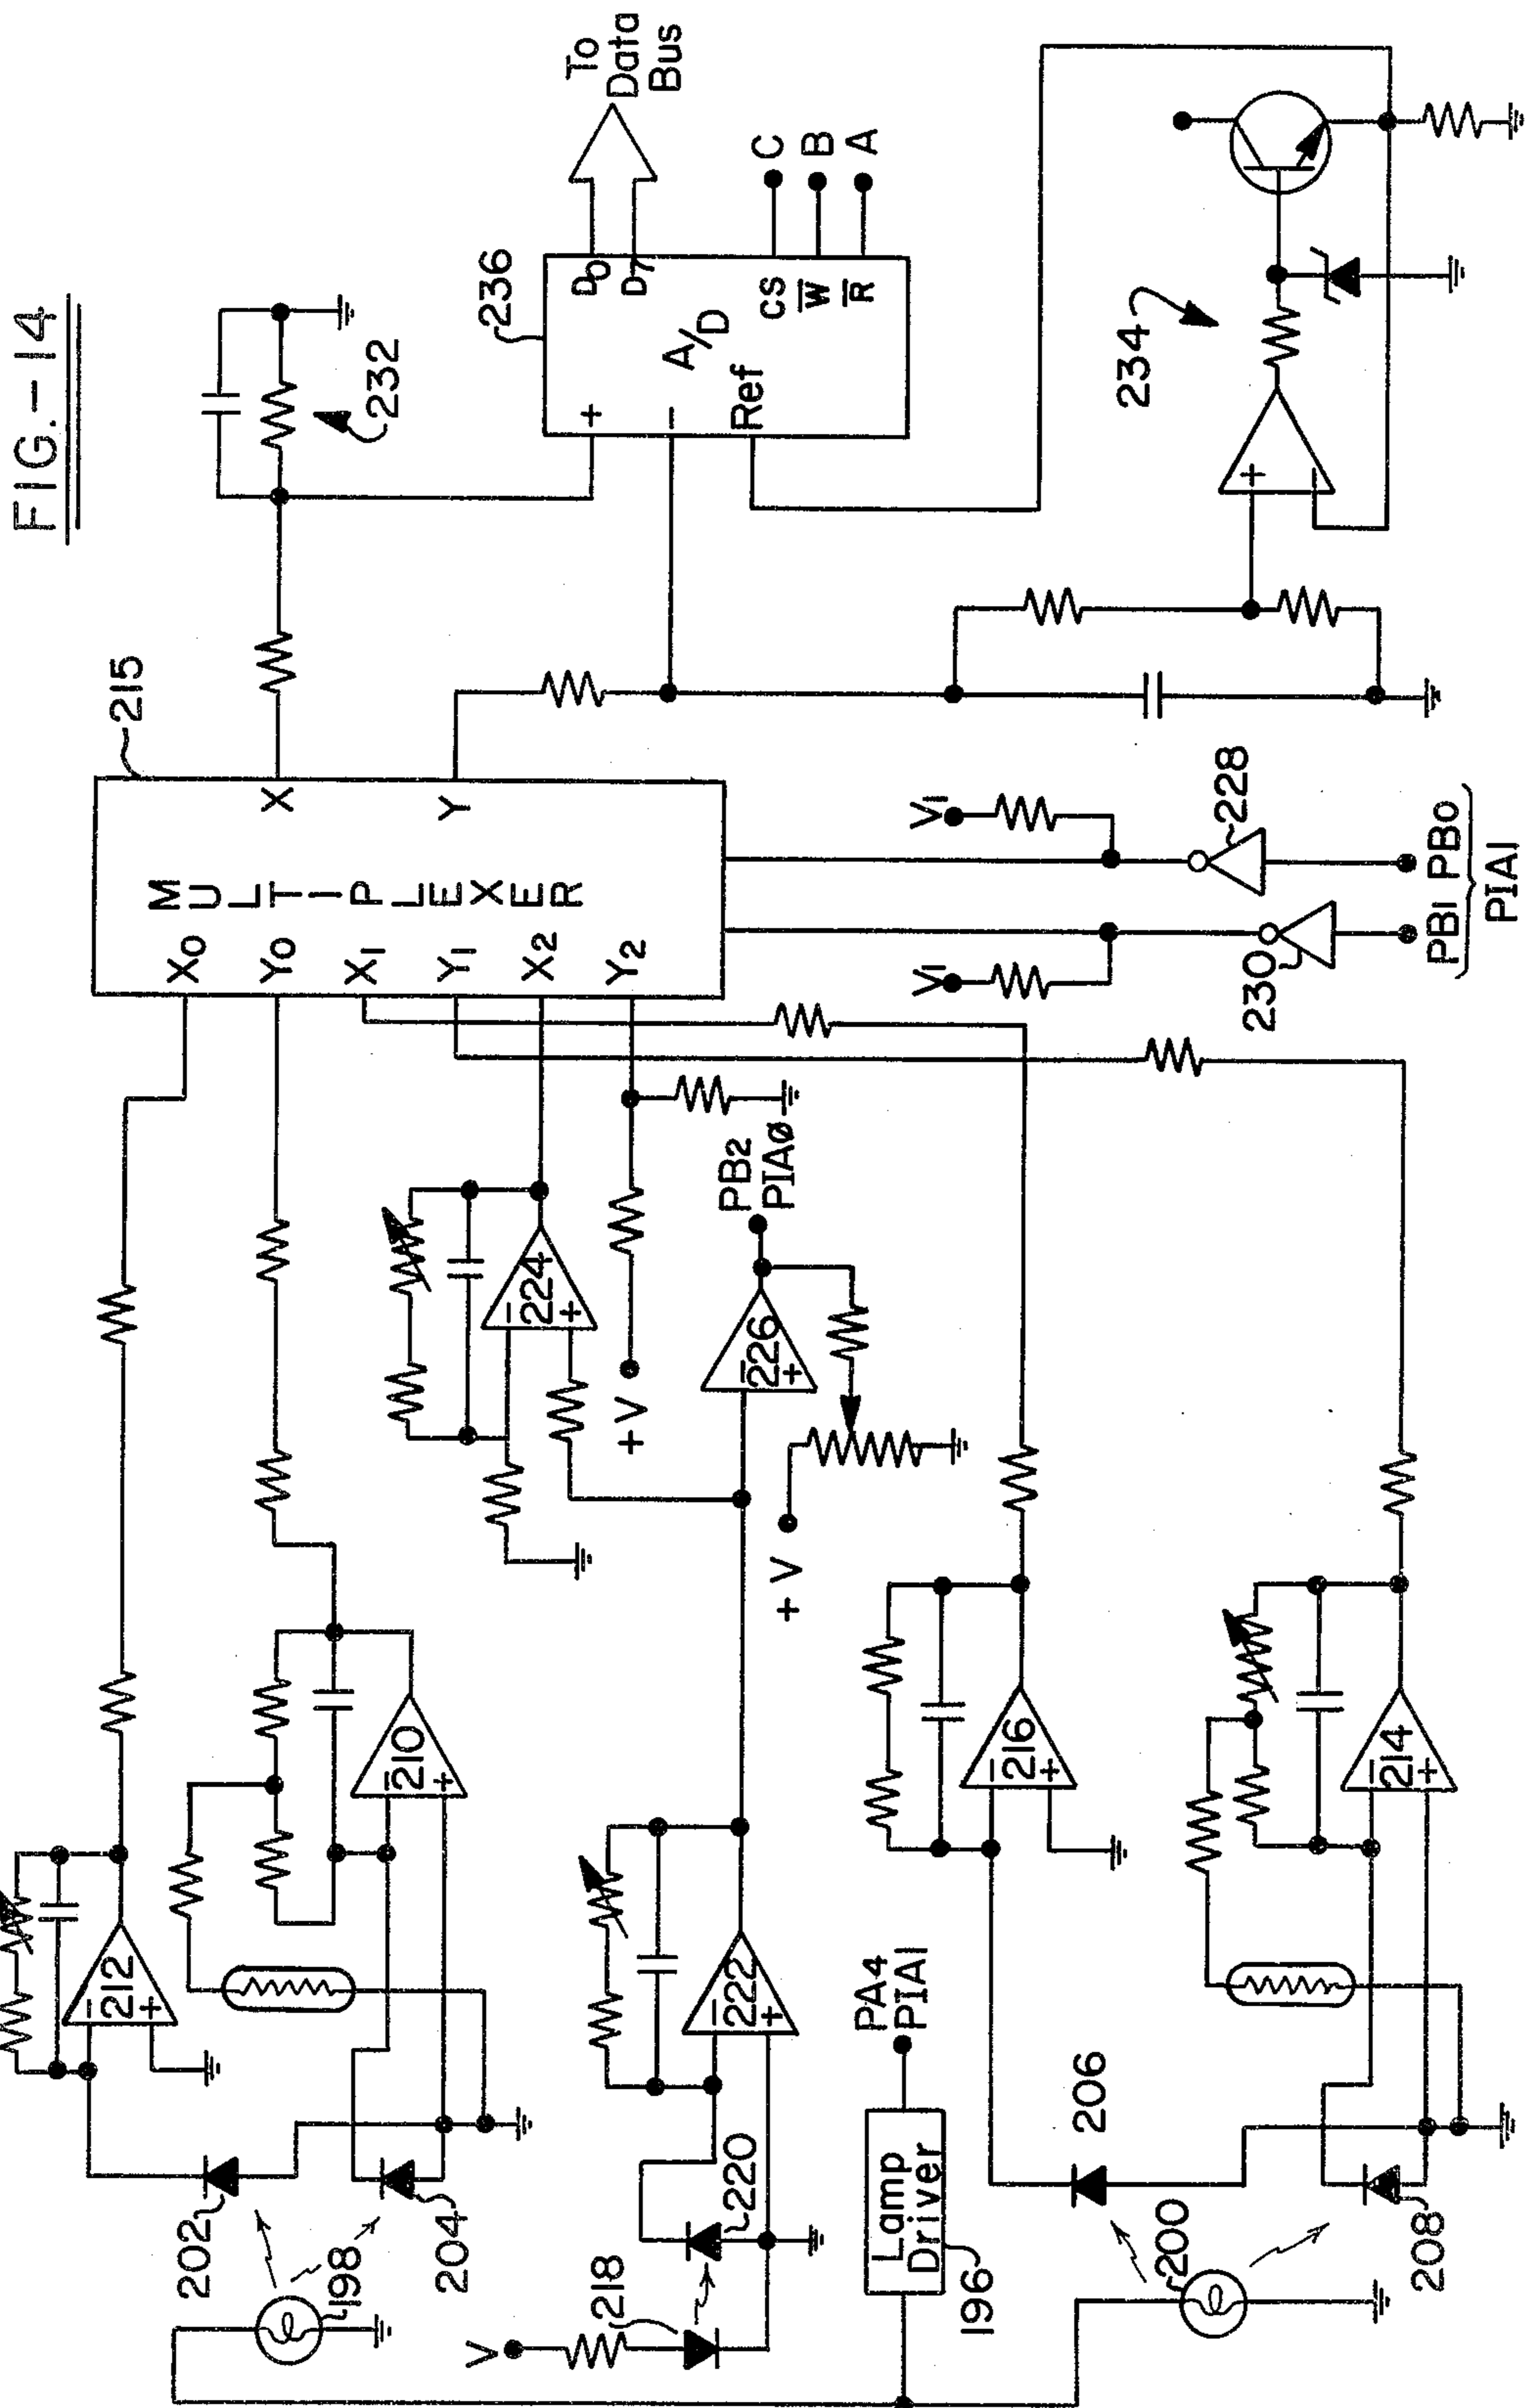 FIG.-14
212
202
198
204
210
218
220
222
224
+ V
226
PB2
PIAØ
+ V
V
Lamp
Driver
196
PA4
PIA1
206
216
200
208
214
MULTIPLEXER
215
X0
Y0
X1
Y1
X2
Y2
X
Y
V1
V1
228
230
PB1 PB0
PIA1
232
236
+
-
Ref
A/D
D0
D7
CS
W
R
To
Data
Bus
C
B
A
234
+
-